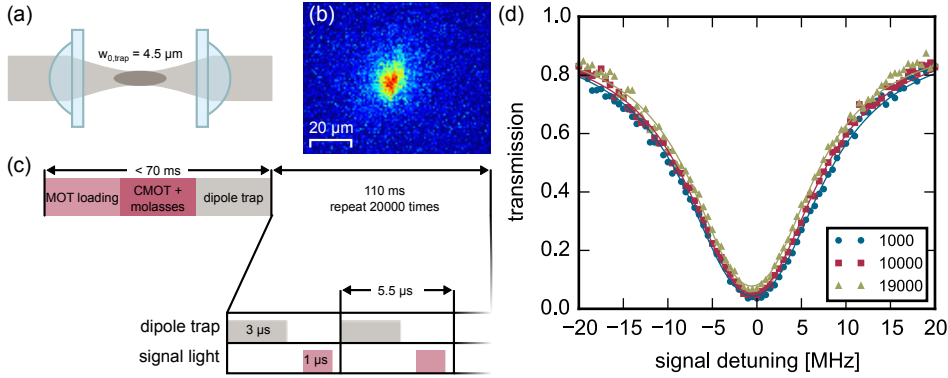 (a)
w0,trap = 4.5 µm
(b)
20 µm
(c)
< 70 ms
MOT loading
CMOT +
molasses
dipole trap
110 ms
repeat 20000 times
5.5 µs
dipole trap
3 µs
signal light
1 µs
(d)
transmission
1.0
0.8
0.6
0.4
0.2
0.0
1000
10000
19000
−20 −15 −10 −5 0 5 10 15 20
signal detuning [MHz]